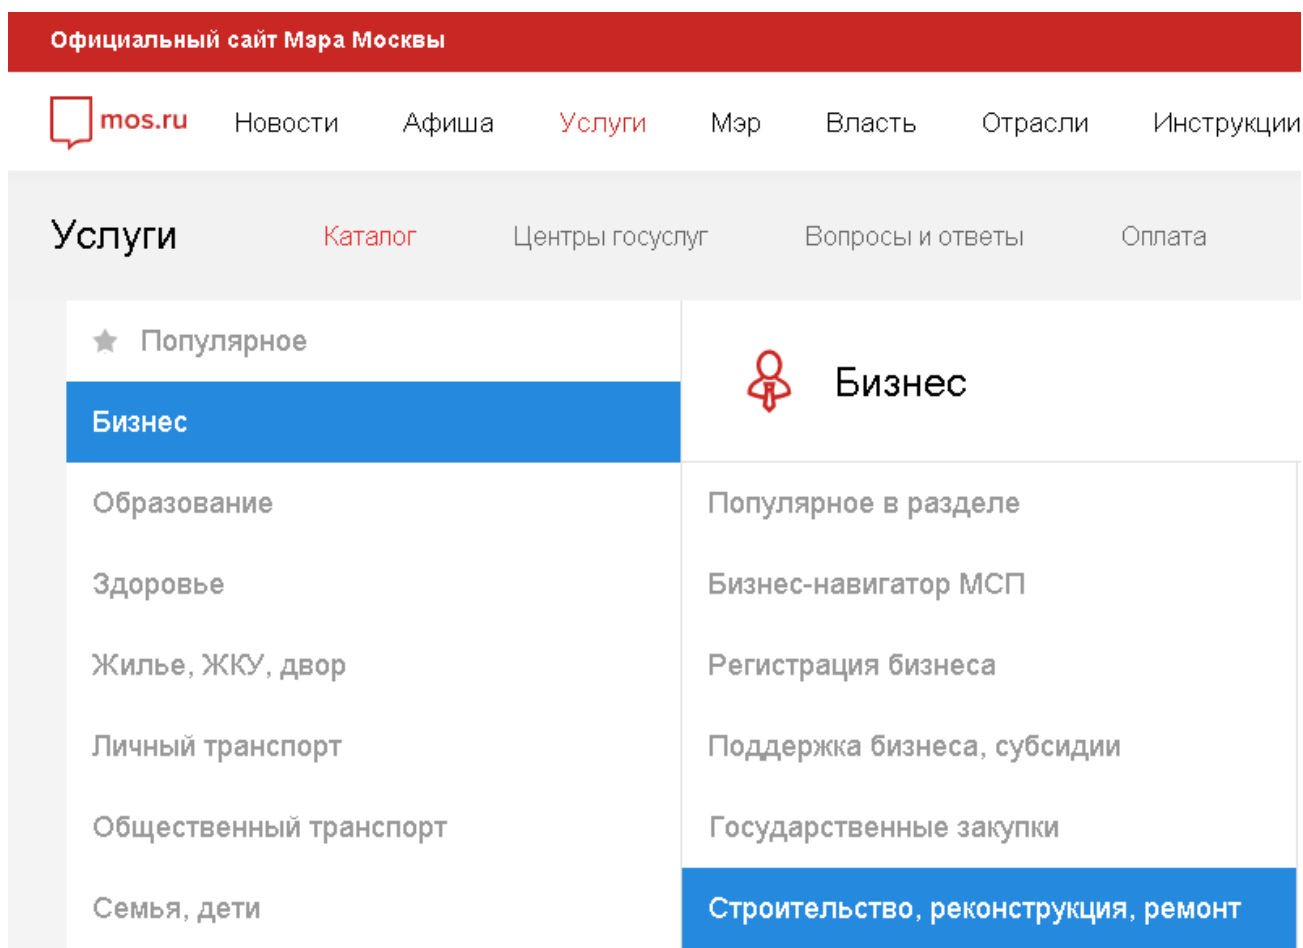 Официальный сайт Мэра Москвы
mos.ru Новости Афиша Услуги Мэр Власть Отрасли Инструкции
Услуги Каталог Центры госуслуг Вопросы и ответы Оплата
Популярное
Бизнес
Образование
Здоровье
Жилье, ЖКУ, двор
Личный транспорт
Общественный транспорт
Семья, дети
Бизнес
Популярное в разделе
Бизнес-навигатор МСП
Регистрация бизнеса
Поддержка бизнеса, субсидии
Государственные закупки
Строительство, реконструкция, ремонт